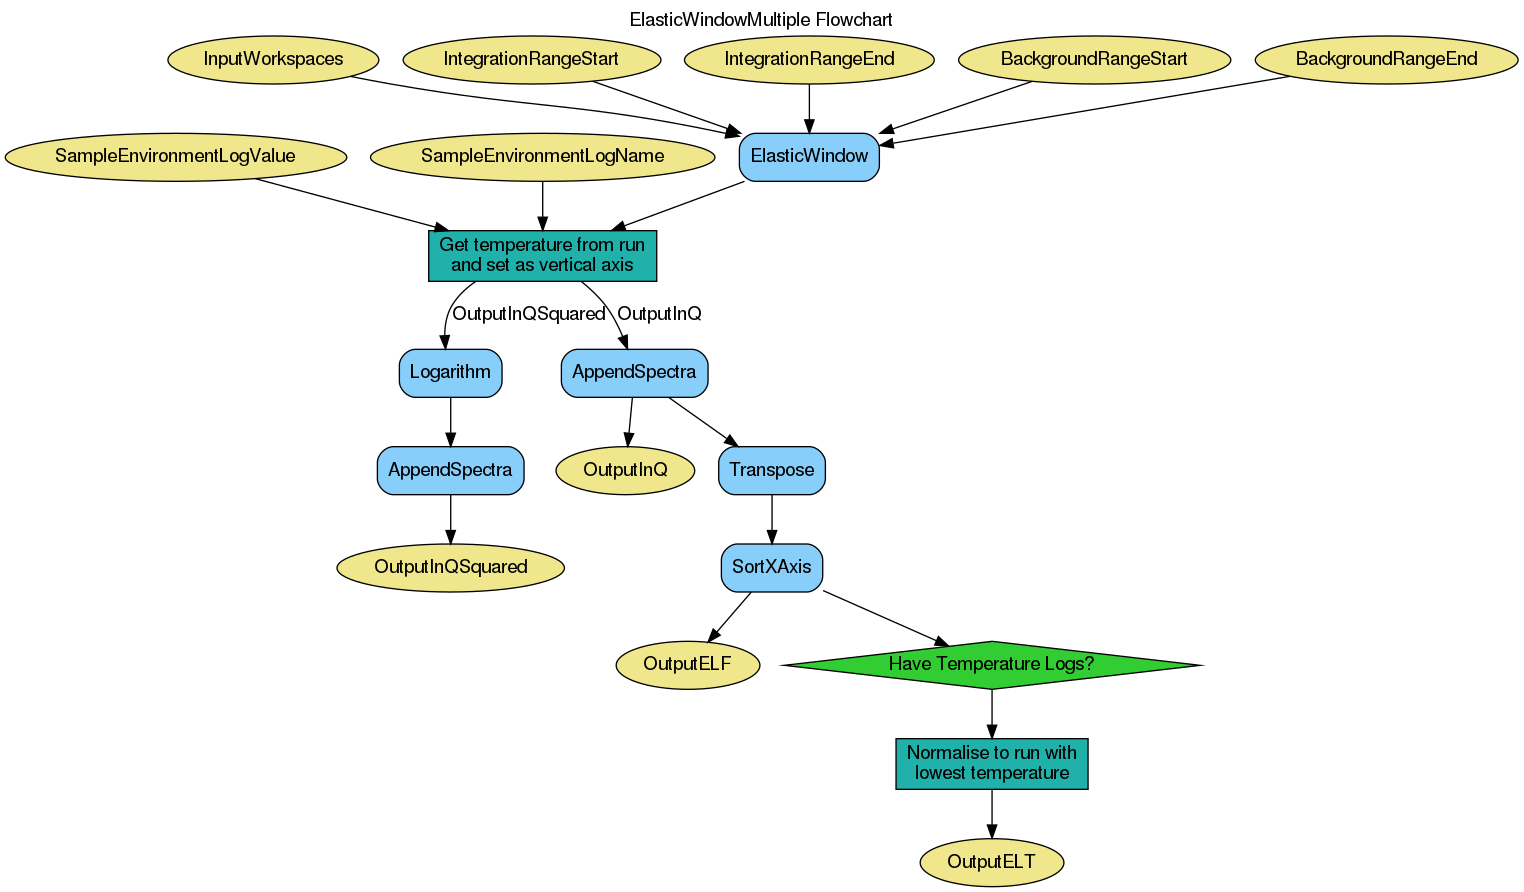 ElasticWindowMultiple Flowchart
InputWorkspaces
IntegrationRangeStart
IntegrationRangeEnd
BackgroundRangeStart
BackgroundRangeEnd
SampleEnvironmentLogValue
SampleEnvironmentLogName
ElasticWindow
Get temperature from run
and set as vertical axis
OutputInQSquared
OutputInQ
Logarithm
AppendSpectra
AppendSpectra
OutputInQ
Transpose
OutputInQSquared
SortXAxis
OutputELF
Have Temperature Logs?
Normalise to run with
lowest temperature
OutputELT